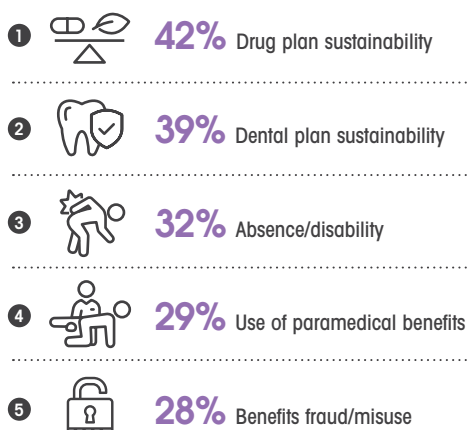 1 42% Drug plan sustainability
2 39% Dental plan sustainability
3 32% Absence/disability
4 29% Use of paramedical benefits
5 28% Benefits fraud/misuse